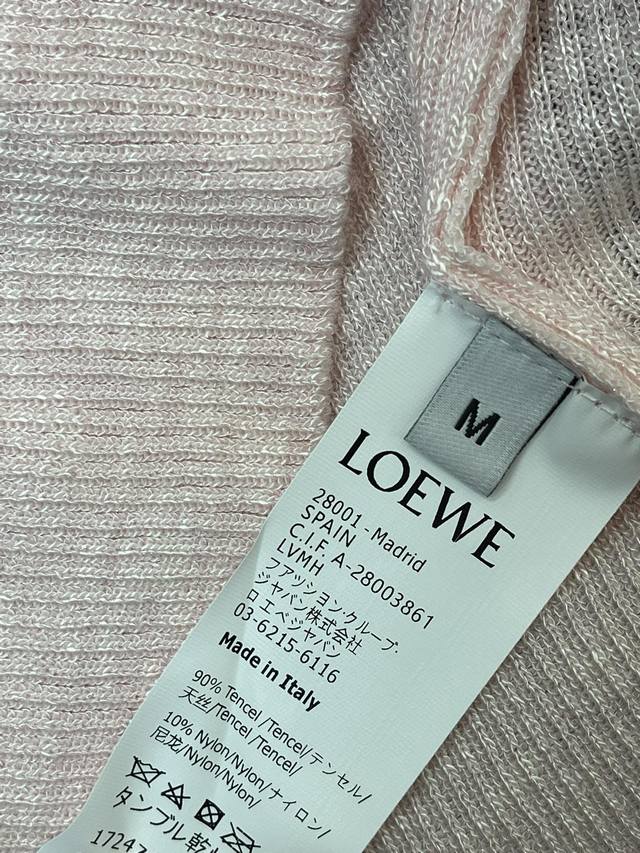 M
LOEWE
28001 - Madrid
SPAIN
C.I.F. A-28003861
LVMH
ファッション・グループ・
ジャパン株式会社
ロエベジャパン
03-6215-6116
Made in Italy
90% Tencel/Tencel/テンセル/
天丝/Tencel/Tencel/
10% Nylon/Nylon/ナイロン/
尼龙/Nylon/Nylon/
タンブル乾